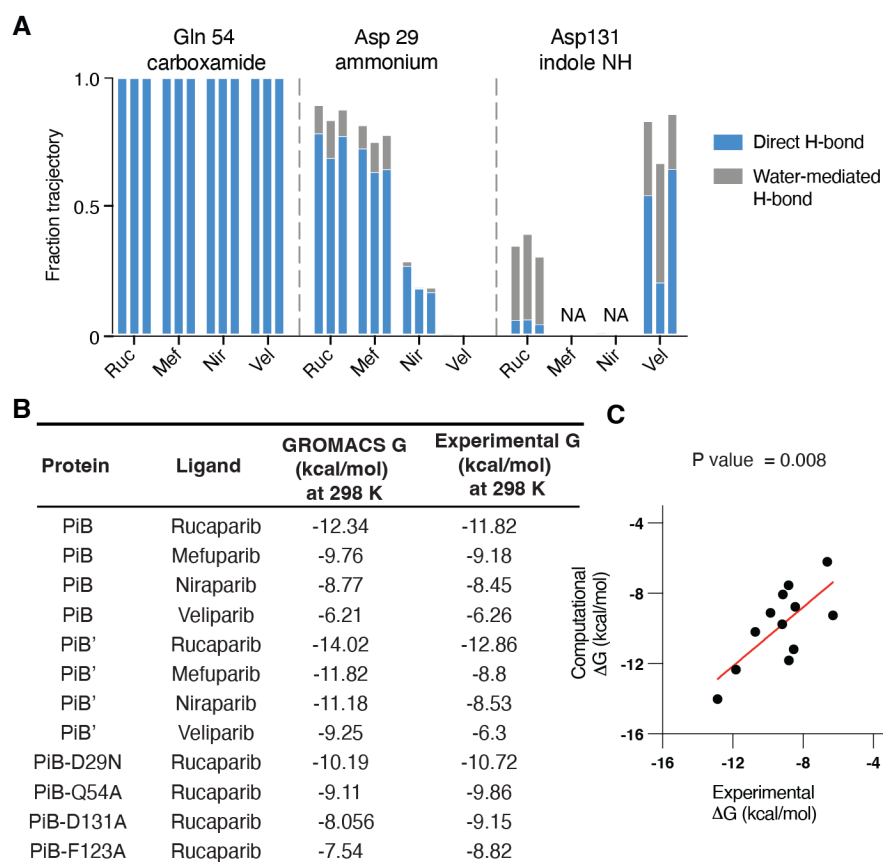 A
Gln 54
carboxamide
Asp 29
ammonium
Asp131
indole NH
Fraction tracjectory
1.0
0.5
0
NA NA
Ruc Mef Nir Vel Ruc Mef Nir Vel Ruc Mef Nir Vel
Direct H-bond
Water-mediated
H-bond
B
Protein Ligand GROMACS G (kcal/mol) at 298 K Experimental G (kcal/mol) at 298 K
PiB Rucaparib -12.34 -11.82
PiB Mefuparib -9.76 -9.18
PiB Niraparib -8.77 -8.45
PiB Veliparib -6.21 -6.26
PiB' Rucaparib -14.02 -12.86
PiB' Mefuparib -11.82 -8.8
PiB' Niraparib -11.18 -8.53
PiB' Veliparib -9.25 -6.3
PiB-D29N Rucaparib -10.19 -10.72
PiB-Q54A Rucaparib -9.11 -9.86
PiB-D131A Rucaparib -8.056 -9.15
PiB-F123A Rucaparib -7.54 -8.82
C
P value = 0.008
Computational
ΔG (kcal/mol)
-4
-8
-12
-16
-16 -12 -8 -4
Experimental
ΔG (kcal/mol)